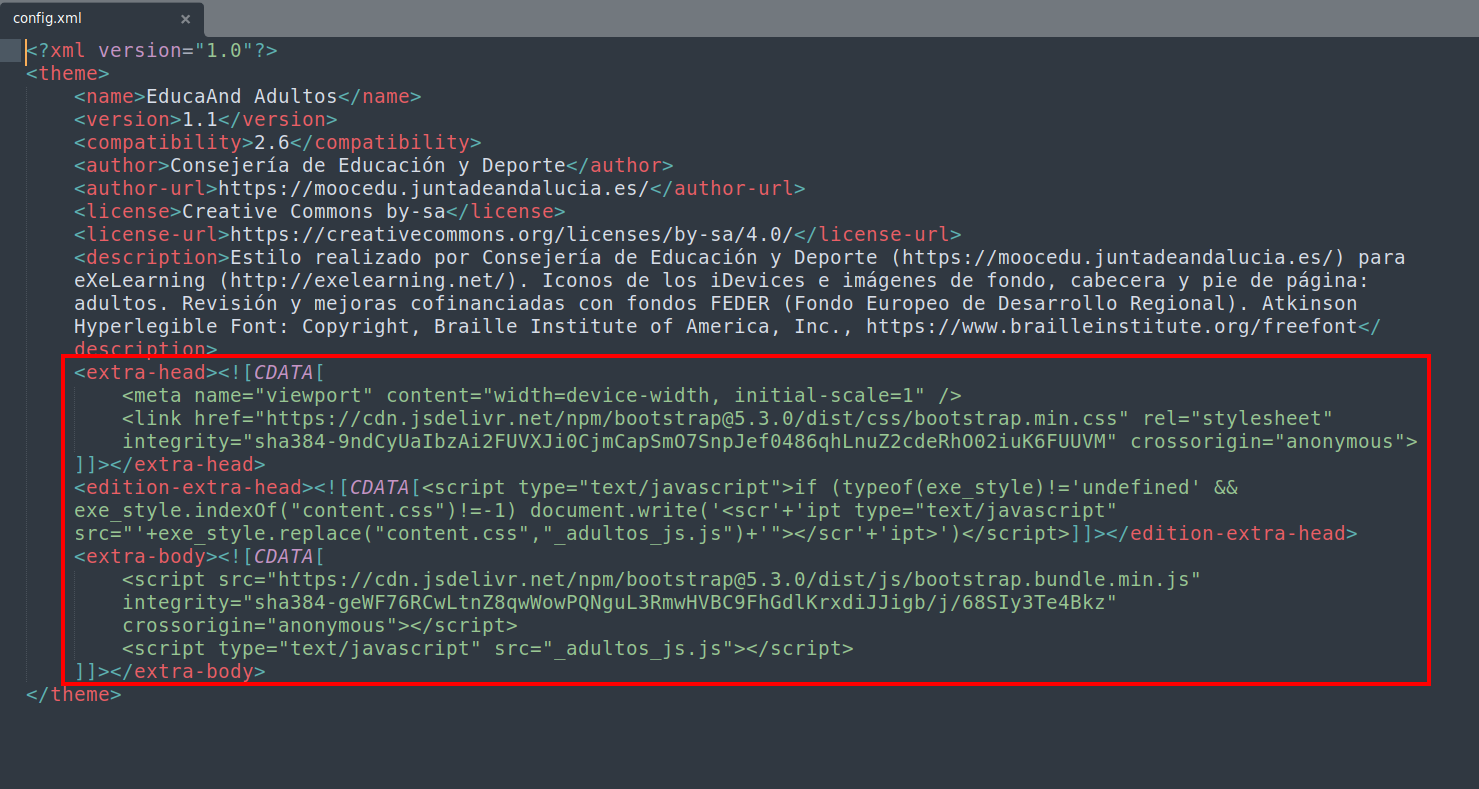 config.xml ×
<?xml version="1.0"?>
<theme>
<name>EducaAnd Adultos</name>
<version>1.1</version>
<compatibility>2.6</compatibility>
<author>Consejería de Educación y Deporte</author>
<author-url>https://moocedu.juntadeandalucia.es/</author-url>
<license>Creative Commons by-sa</license>
<license-url>https://creativecommons.org/licenses/by-sa/4.0/</license-url>
<description>Estilo realizado por Consejería de Educación y Deporte (https://moocedu.juntadeandalucia.es/) para
eXeLearning (http://exelearning.net/). Iconos de los iDevices e imágenes de fondo, cabecera y pie de página:
adultos. Revisión y mejoras cofinanciadas con fondos FEDER (Fondo Europeo de Desarrollo Regional). Atkinson
Hyperlegible Font: Copyright, Braille Institute of America, Inc., https://www.brailleinstitute.org/freefont</
description>
<extra-head><![CDATA[
<meta name="viewport" content="width=device-width, initial-scale=1" />
<link href="https://cdn.jsdelivr.net/npm/bootstrap@5.3.0/dist/css/bootstrap.min.css" rel="stylesheet"
integrity="sha384-9ndCyUaIbzAi2FUVXJi0CjmCapSmO7SnpJef0486qhLnuZ2cdeRhO02iuK6FUUVM" crossorigin="anonymous">
]]></extra-head>
<edition-extra-head><![CDATA[<script type="text/javascript">if (typeof(exe_style)!='undefined' &&
exe_style.indexOf("content.css")!=-1) document.write('<scr'+'ipt type="text/javascript"
src="'+exe_style.replace("content.css","_adultos_js.js")+'"></scr'+'ipt>')</script>]]></edition-extra-head>
<extra-body><![CDATA[
<script src="https://cdn.jsdelivr.net/npm/bootstrap@5.3.0/dist/js/bootstrap.bundle.min.js"
integrity="sha384-geWF76RCwLtnZ8qwWowPQNguL3RmwHVBC9FhGdlKrxdiJJigb/j/68SIy3Te4Bkz"
crossorigin="anonymous"></script>
<script type="text/javascript" src="_adultos_js.js"></script>
]]></extra-body>
</theme>